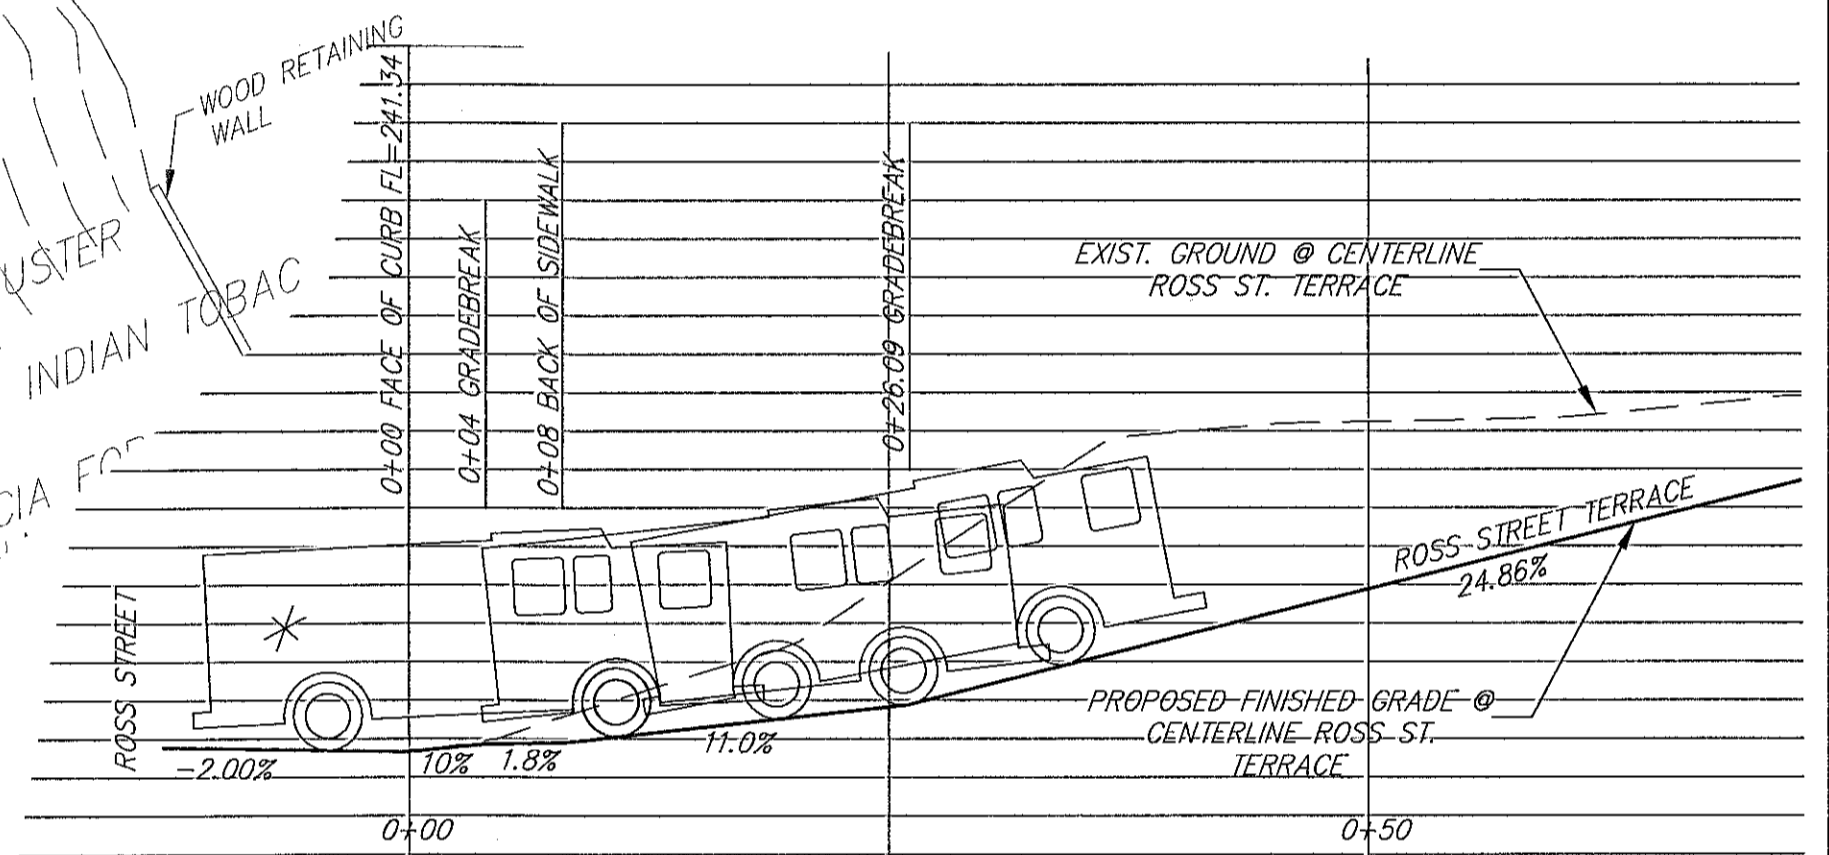 WOOD RETAINING
WALL
USTER
INDIAN TOBAC
CIA FOR
0+00 FACE OF CURB FL=241.34
0+04 GRADEBREAK
0+08 BACK OF SIDEWALK
0+26.09 GRADEBREAK
EXIST. GROUND @ CENTERLINE
ROSS ST. TERRACE
ROSS STREET
ROSS STREET TERRACE
24.86%
-2.00%
10%
1.8%
11.0%
PROPOSED FINISHED GRADE @
CENTERLINE ROSS ST.
TERRACE
0+00
0+50